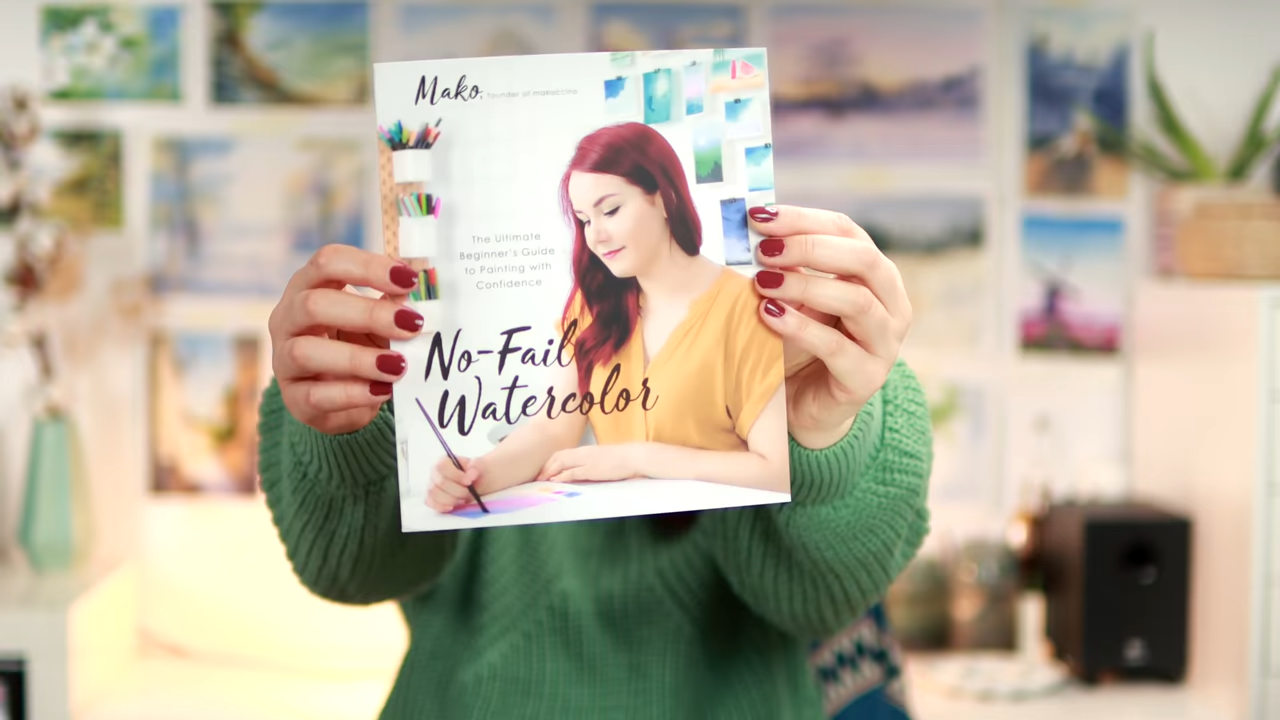 Mako, founder of makoccino
The Ultimate
Beginner's Guide
to Painting with
Confidence
No-Fail
Watercolor